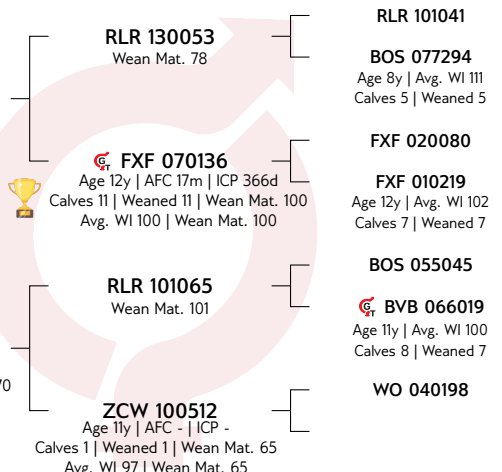 RLR 130053
Wean Mat. 78
GT FXF 070136
Age 12y | AFC 17m | ICP 366d
Calves 11 | Weaned 11 | Wean Mat. 100
Avg. WI 100 | Wean Mat. 100
RLR 101065
Wean Mat. 101
70
ZCW 100512
Age 11y | AFC - | ICP -
Calves 1 | Weaned 1 | Wean Mat. 65
Avg. WI 97 | Wean Mat. 65
RLR 101041
BOS 077294
Age 8y | Avg. WI 111
Calves 5 | Weaned 5
FXF 020080
FXF 010219
Age 12y | Avg. WI 102
Calves 7 | Weaned 7
BOS 055045
GT BVB 066019
Age 11y | Avg. WI 100
Calves 8 | Weaned 7
WO 040198